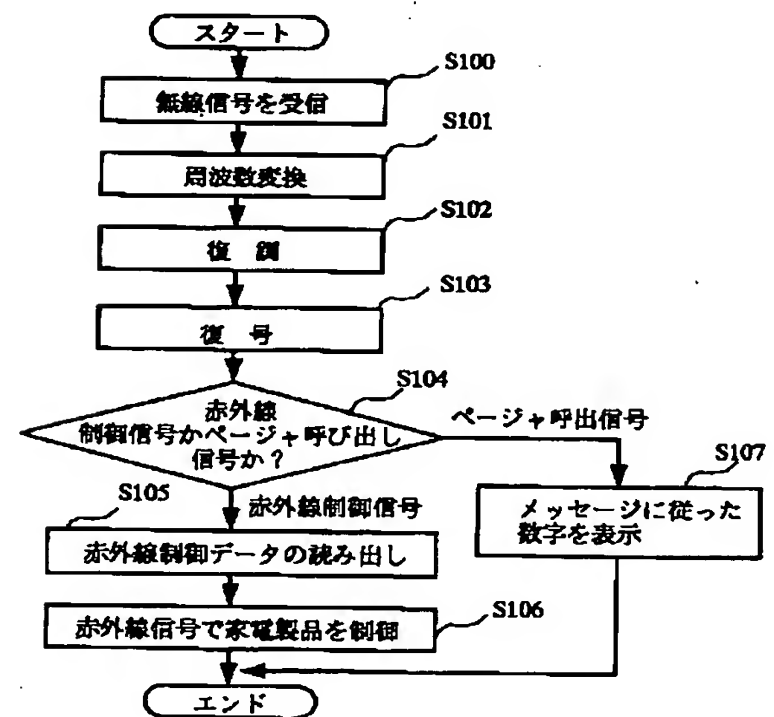 スタート
S100
無線信号を受信
S101
周波数変換
S102
復 調
S103
復 号
S104
赤外線
制御信号かページャ呼び出し
信号か?
ページャ呼出信号
S107
メッセージに従った
数字を表示
S105
赤外線制御信号
赤外線制御データの読み出し
S106
赤外線信号で家電製品を制御
エンド